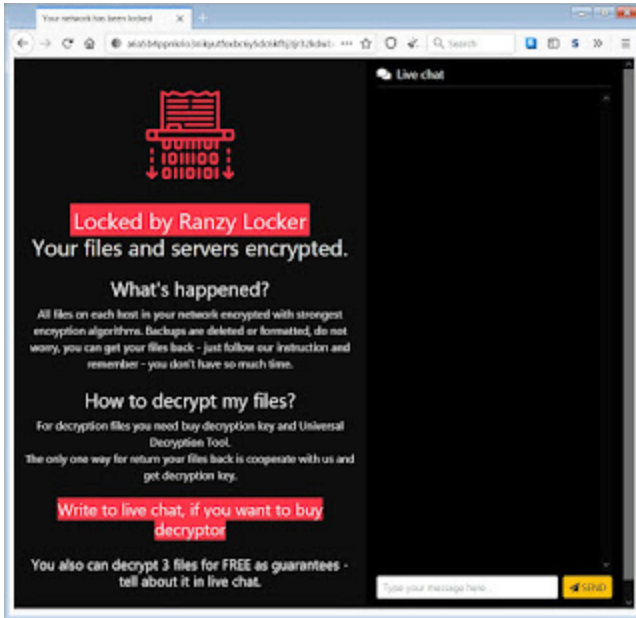 Your network has been locked
Search
Live chat
Locked by Ranzy Locker
Your files and servers encrypted.
What's happened?
All files on each host in your network encrypted with strongest
encryption algorithms. Backups are deleted or formatted, do not
worry, you can get your files back - just follow our instruction and
remember - you don't have so much time.
How to decrypt my files?
For decryption files you need buy decryption key and Universal
Decryption Tool.
The only one way for return your files back is cooperate with us and
get decryption key.
Write to live chat, if you want to buy
decryptor
You also can decrypt 3 files for FREE as guarantees -
tell about it in live chat.
Type your message here...
SEND